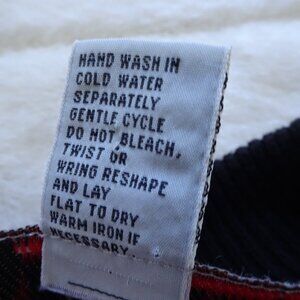 HAND WASH IN
COLD WATER
SEPARATELY
GENTLE CYCLE
DO NOT BLEACH,
TWIST OR
WRING RESHAPE
AND LAY
FLAT TO DRY
WARM IRON IF
NECESSARY.